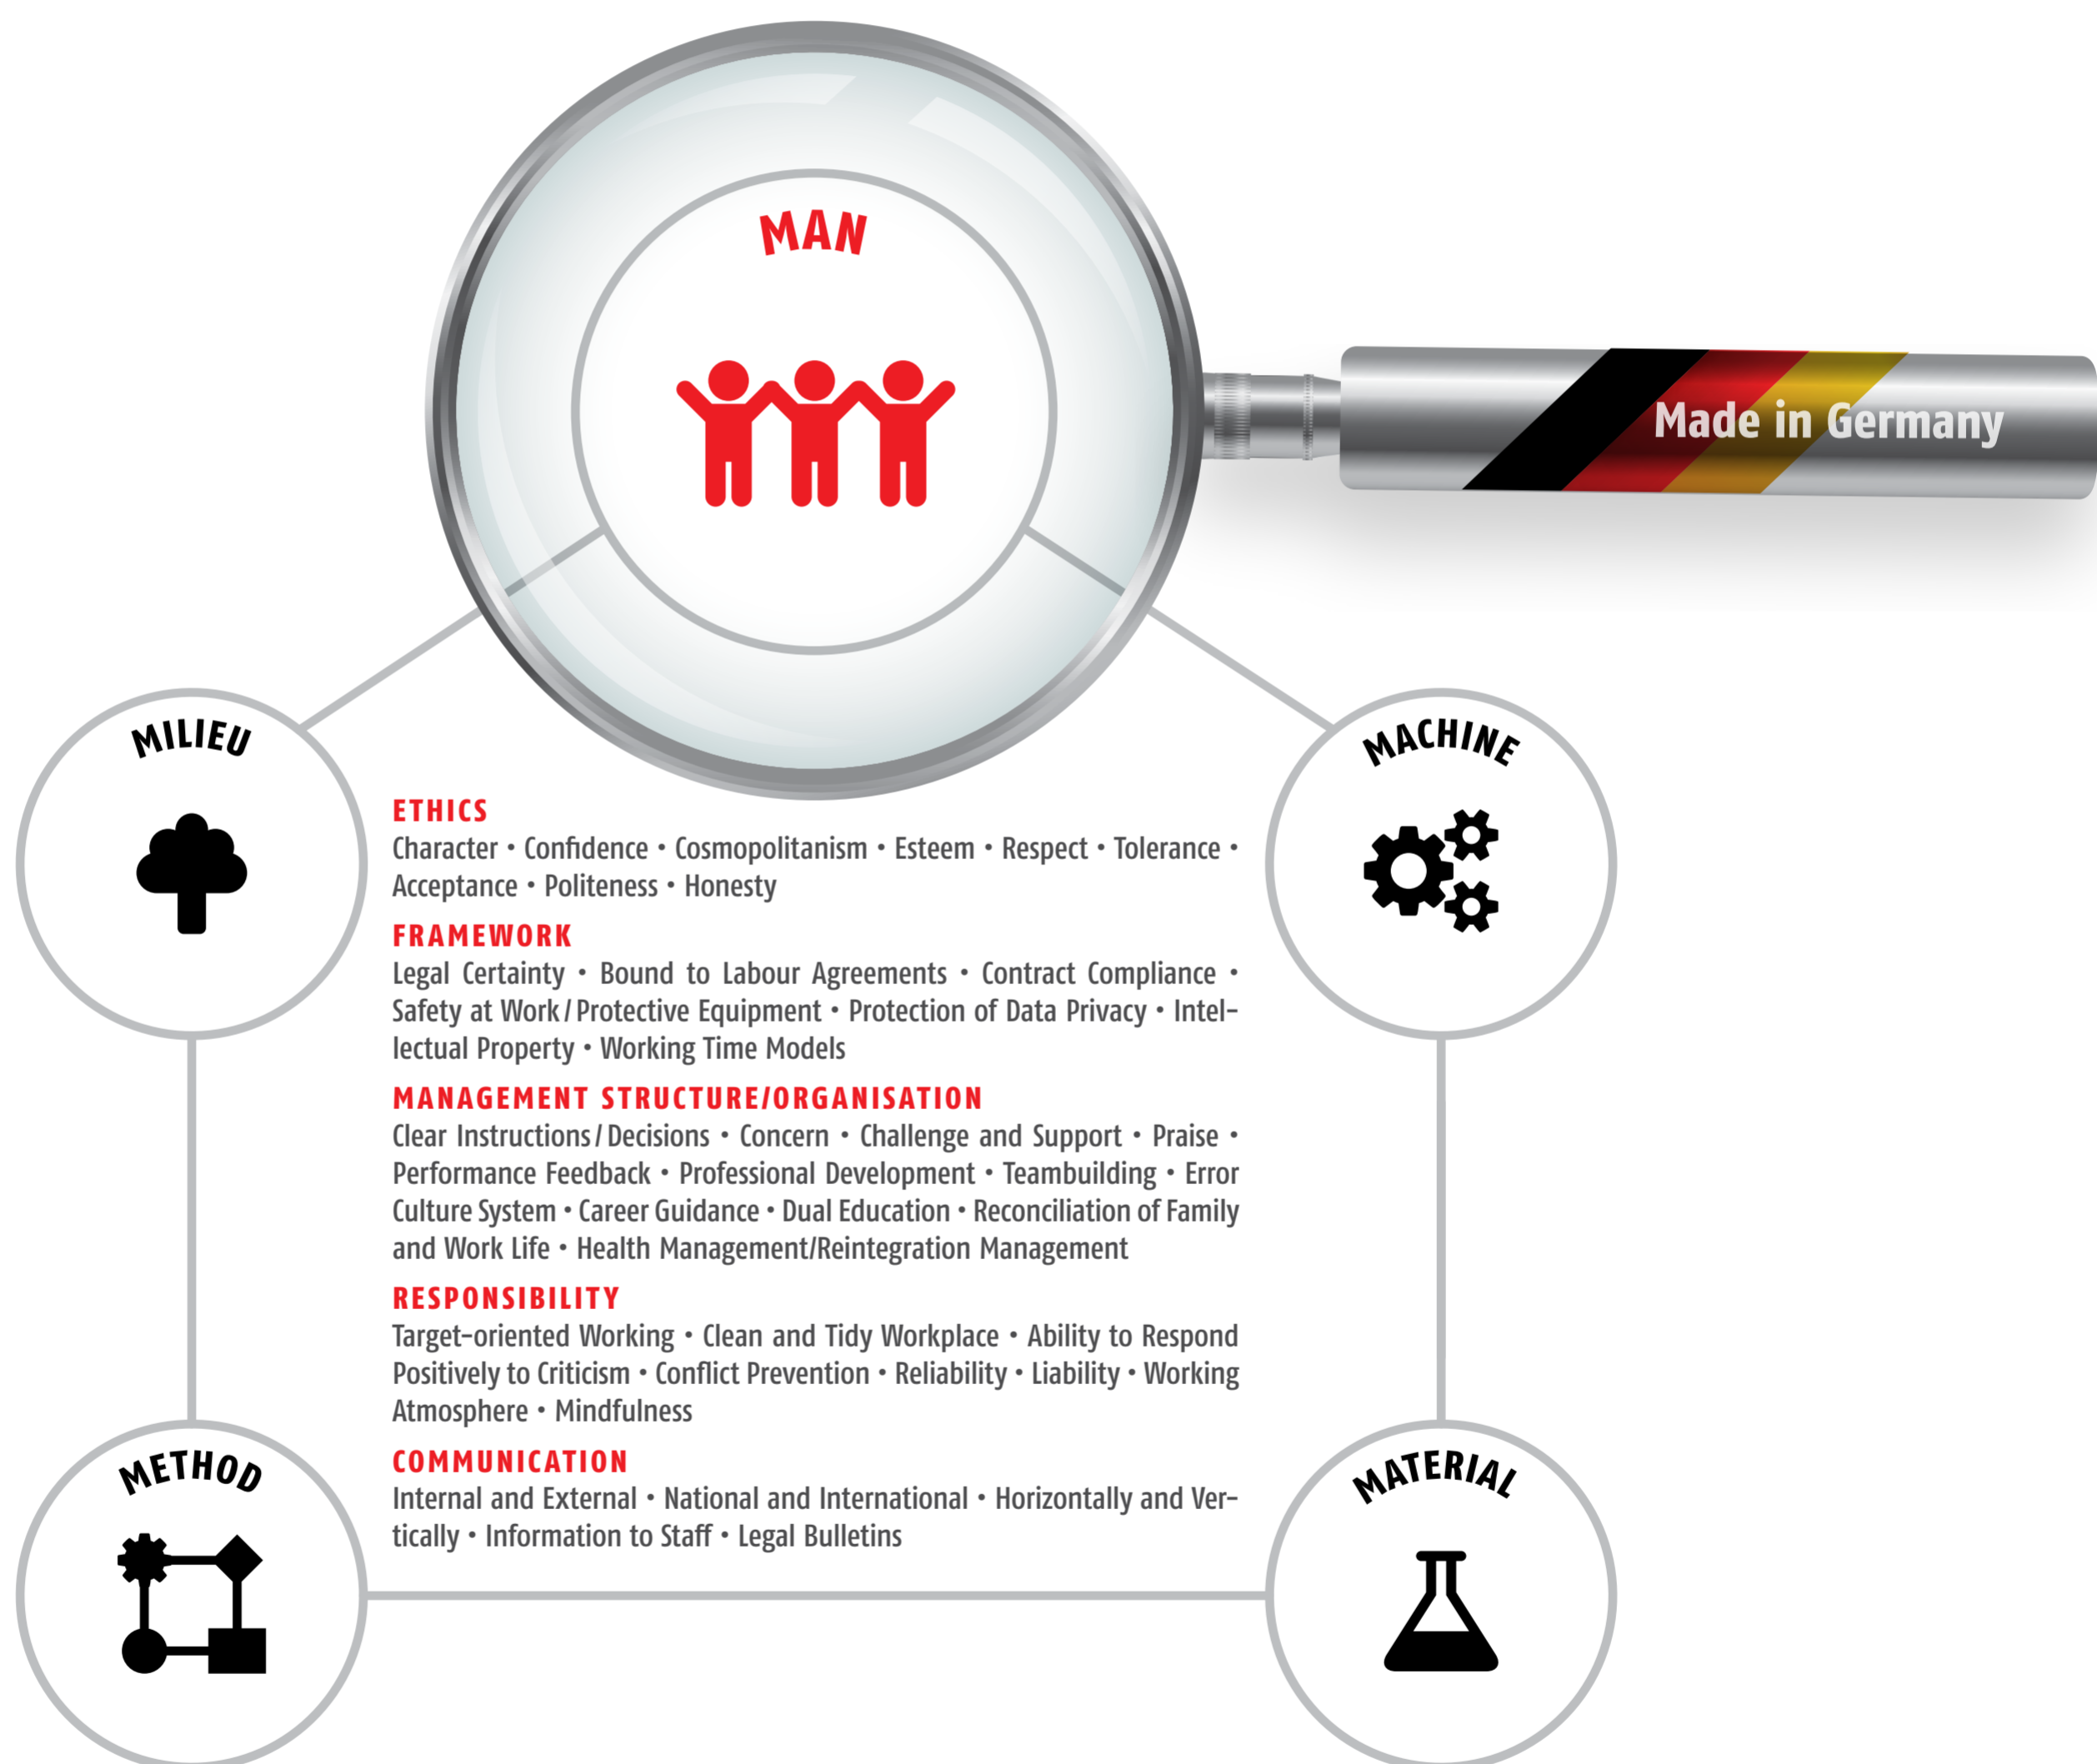 MAN
Made in Germany
MILIEU
MACHINE
ETHICS
Character • Confidence • Cosmopolitanism • Esteem • Respect • Tolerance •
Acceptance • Politeness • Honesty
FRAMEWORK
Legal Certainty • Bound to Labour Agreements • Contract Compliance •
Safety at Work / Protective Equipment • Protection of Data Privacy • Intel-
lectual Property • Working Time Models
MANAGEMENT STRUCTURE/ORGANISATION
Clear Instructions / Decisions • Concern • Challenge and Support • Praise •
Performance Feedback • Professional Development • Teambuilding • Error
Culture System • Career Guidance • Dual Education • Reconciliation of Family
and Work Life • Health Management/Reintegration Management
RESPONSIBILITY
Target-oriented Working • Clean and Tidy Workplace • Ability to Respond
Positively to Criticism • Conflict Prevention • Reliability • Liability • Working
Atmosphere • Mindfulness
COMMUNICATION
Internal and External • National and International • Horizontally and Ver-
tically • Information to Staff • Legal Bulletins
METHOD
MATERIAL